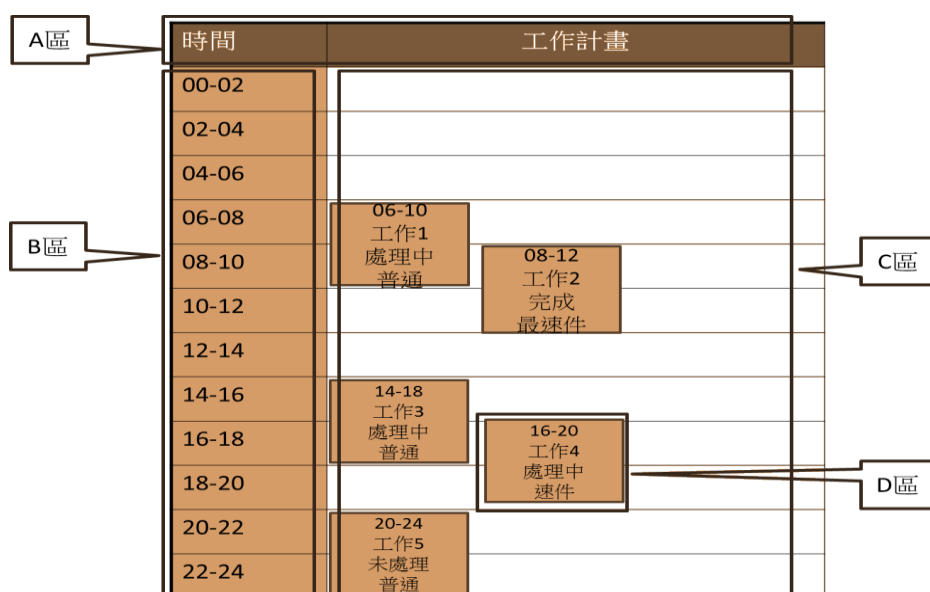 A區
時間
工作計畫
00-02
02-04
04-06
06-08
06-10
工作1
處理中
普通
B區
08-10
08-12
工作2
完成
最速件
C區
10-12
12-14
14-16
14-18
工作3
處理中
普通
16-18
16-20
工作4
處理中
速件
D區
18-20
20-22
20-24
工作5
未處理
普通
22-24